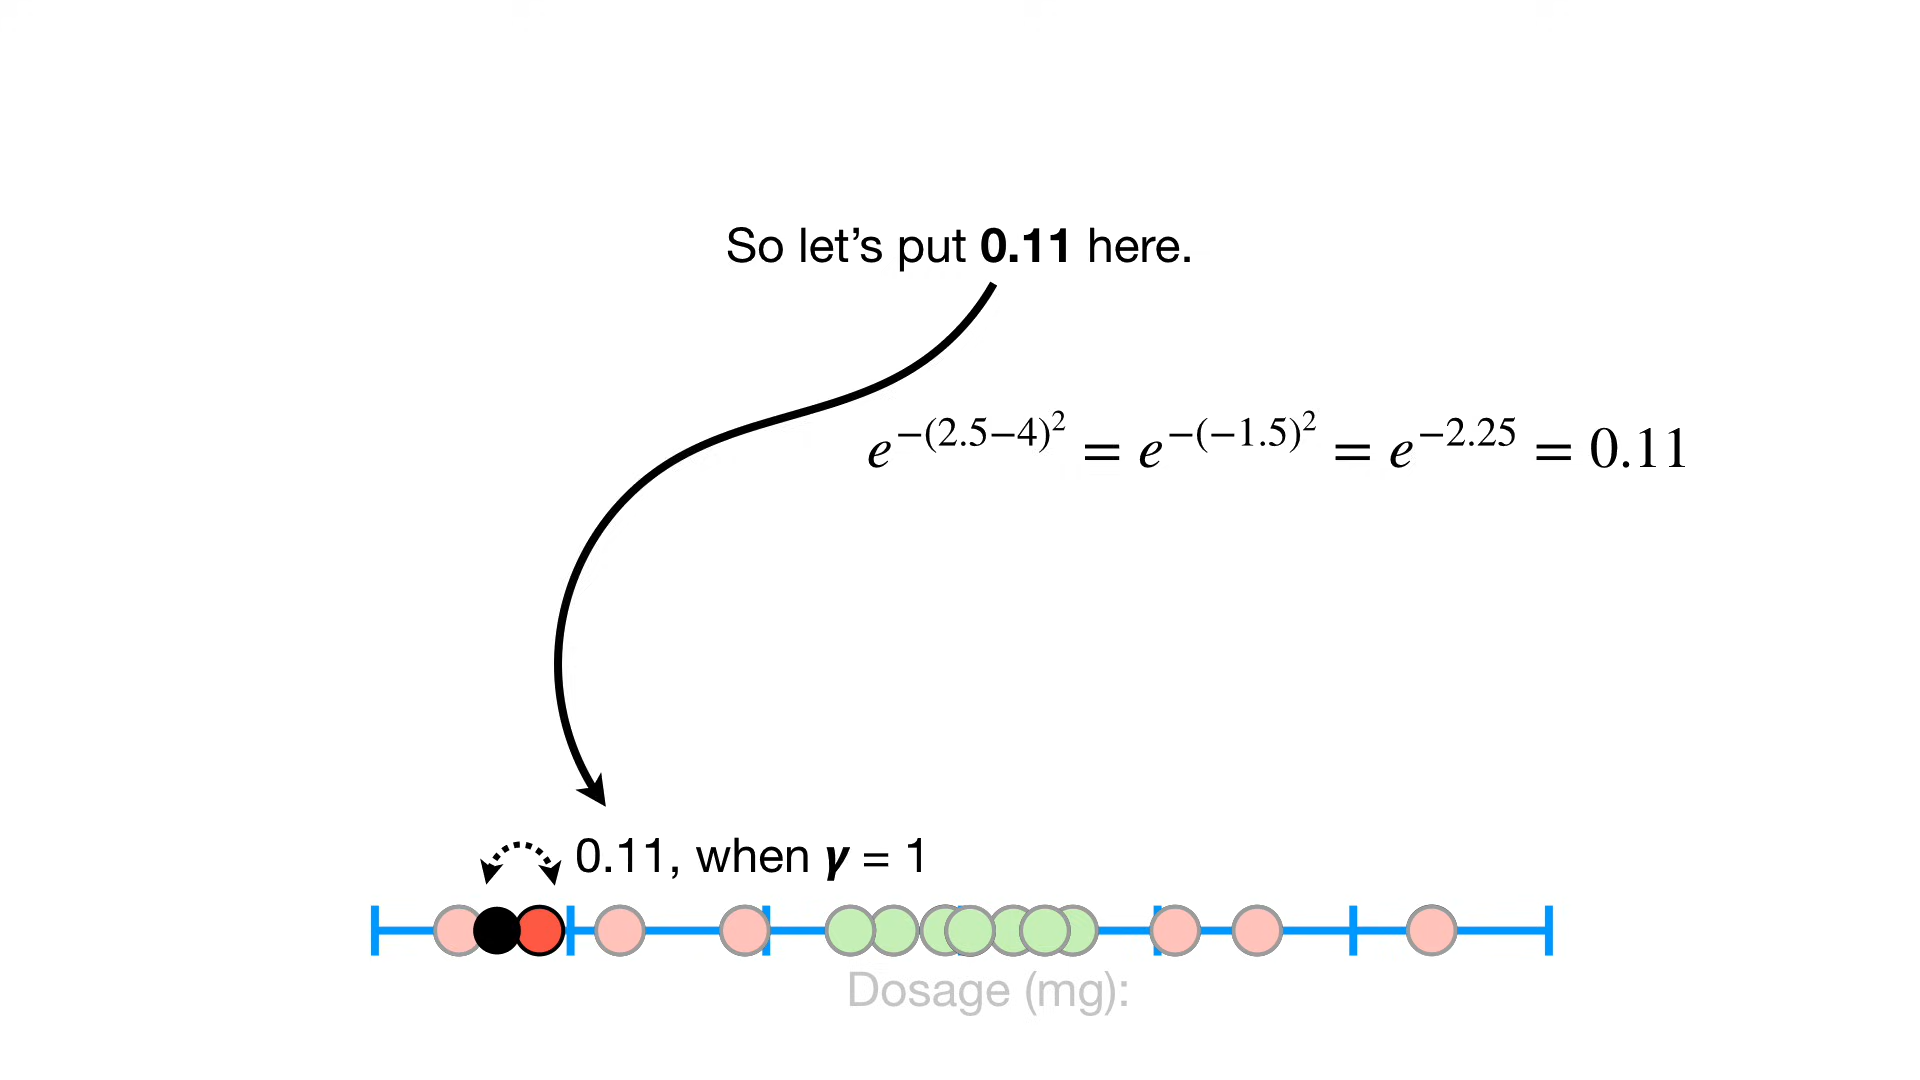 So let’s put 0.11 here.
e^{−(2.5−4)^2} = e^{−(−1.5)^2} = e^{−2.25} = 0.11
0.11, when γ = 1
Dosage (mg):